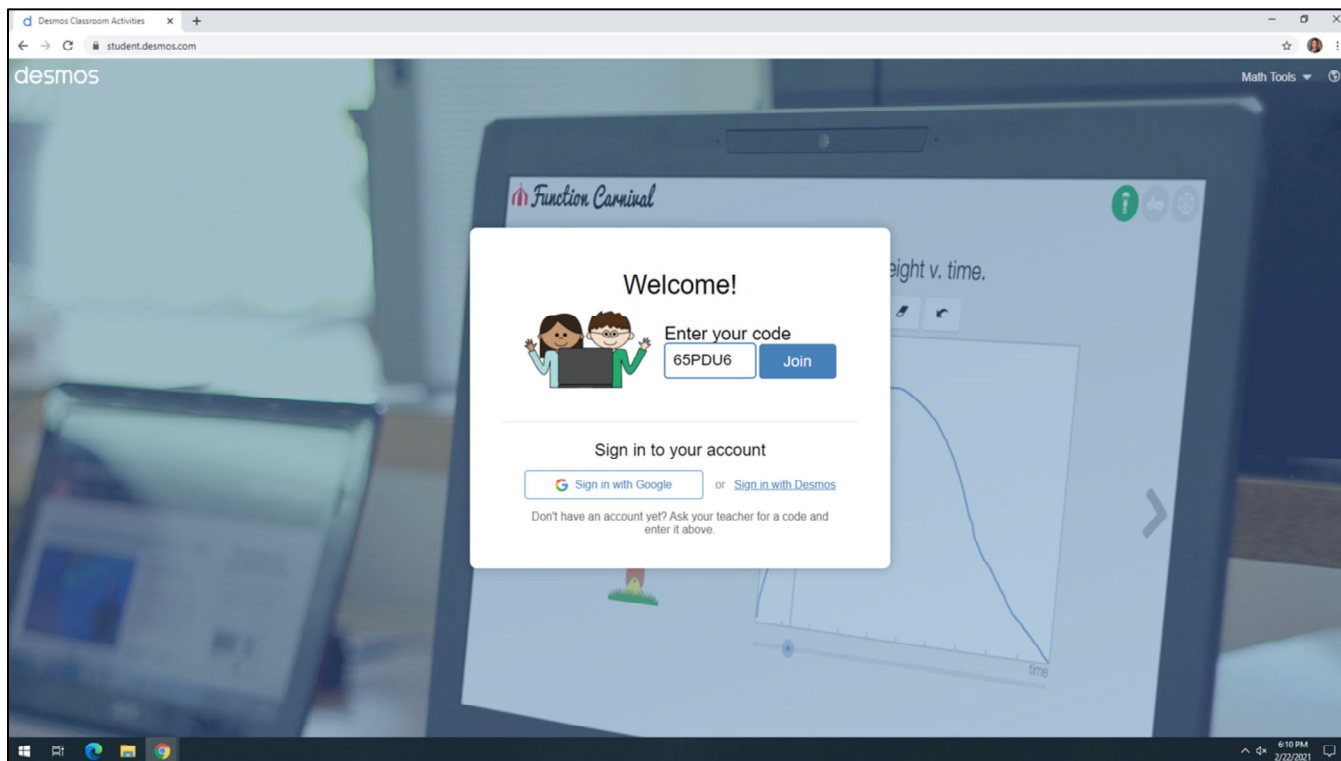 Desmos Classroom Activities
student.desmos.com
desmos
Math Tools
Function Carnival
eight v. time.
Welcome!
Enter your code
65PDU6
Join
Sign in to your account
Sign in with Google
or Sign in with Desmos
Don't have an account yet? Ask your teacher for a code and
enter it above.
time
6:10 PM
2/22/2021